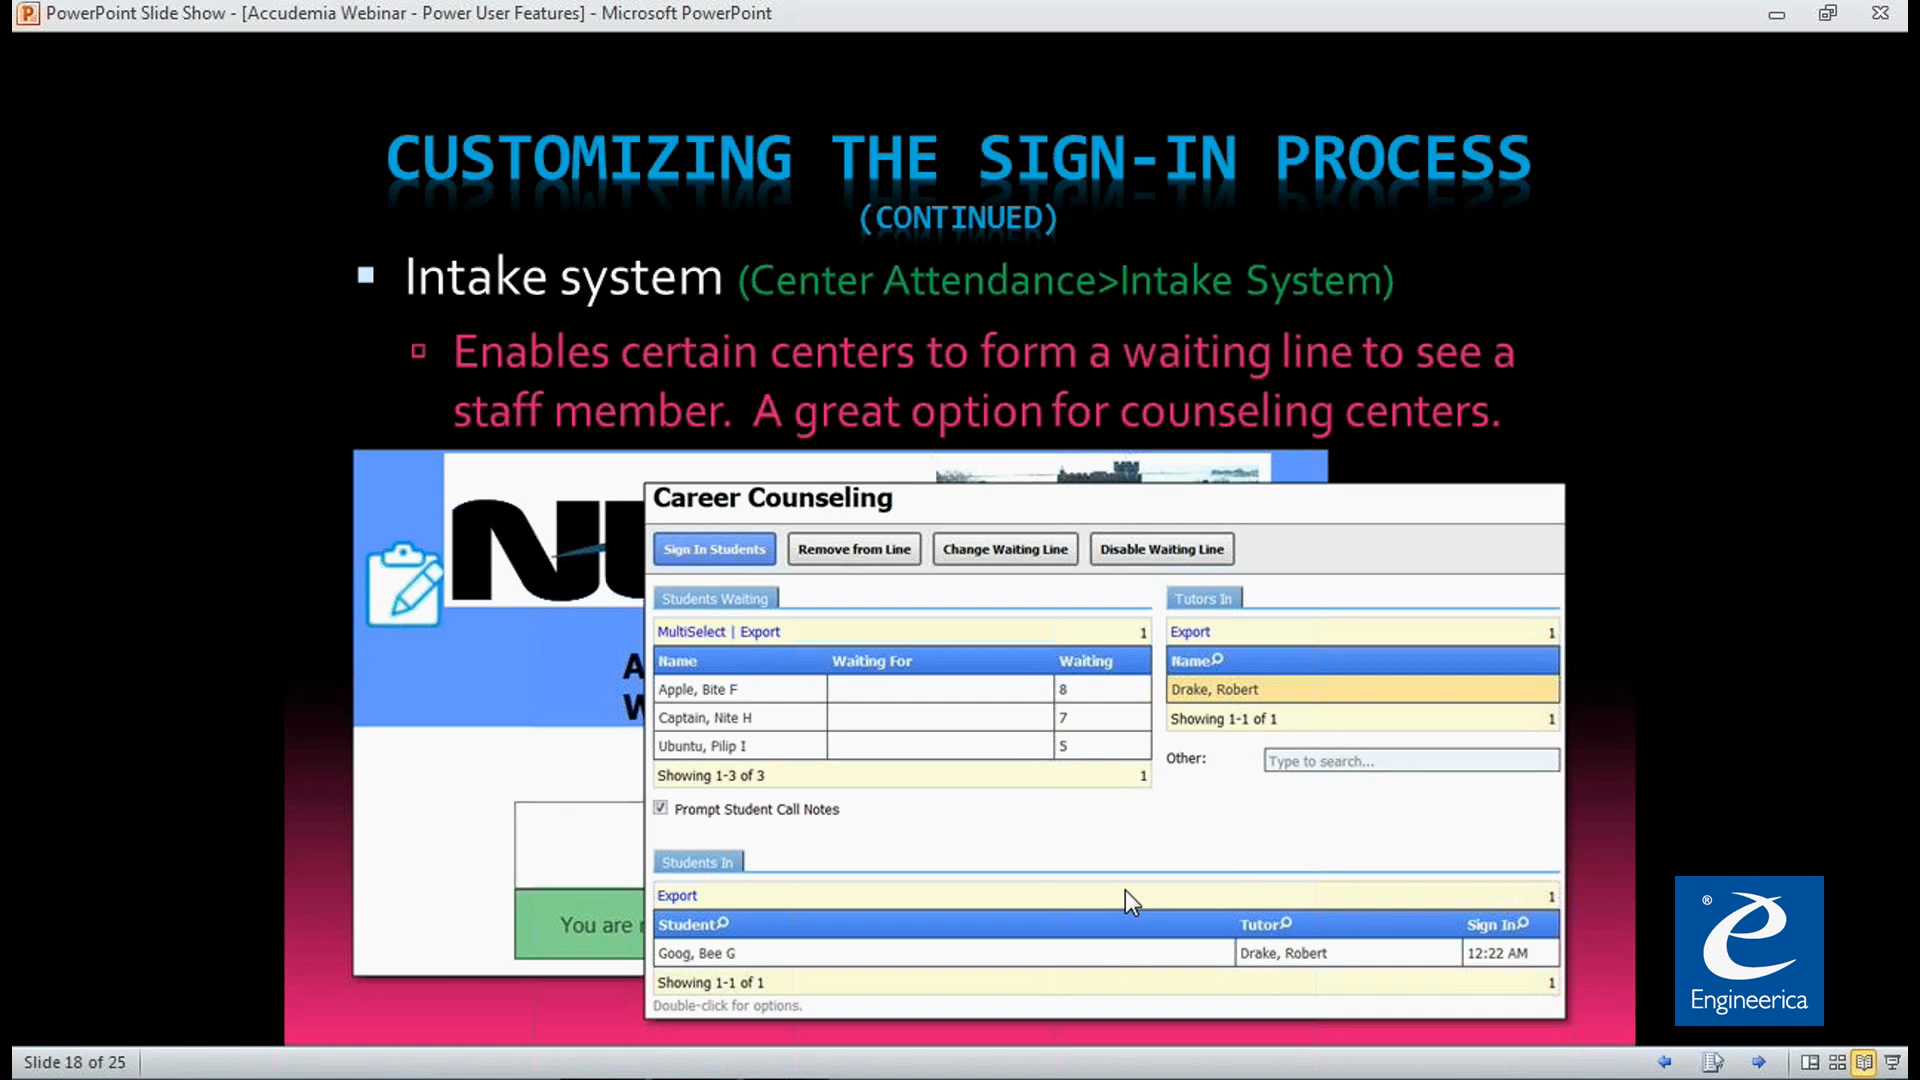 PowerPoint Slide Show - [Accudemia Webinar - Power User Features] - Microsoft PowerPoint
CUSTOMIZING THE SIGN-IN PROCESS
(CONTINUED)
Intake system (Center Attendance>Intake System)
Enables certain centers to form a waiting line to see a
staff member. A great option for counseling centers.
Career Counseling
Sign In Students Remove from Line Change Waiting Line Disable Waiting Line
Students Waiting
MultiSelect | Export 1
Name Waiting For Waiting
Apple, Bite F 8
Captain, Nite H 7
Ubuntu, Pilip I 5
Showing 1-3 of 3 1
Prompt Student Call Notes
Tutors In
Export 1
Name
Drake, Robert
Showing 1-1 of 1 1
Other: Type to search...
Students In
Export 1
Student Tutor Sign In
Goog, Bee G Drake, Robert 12:22 AM
Showing 1-1 of 1 1
Double-click for options.
You are
® e
Engineerica
Slide 18 of 25